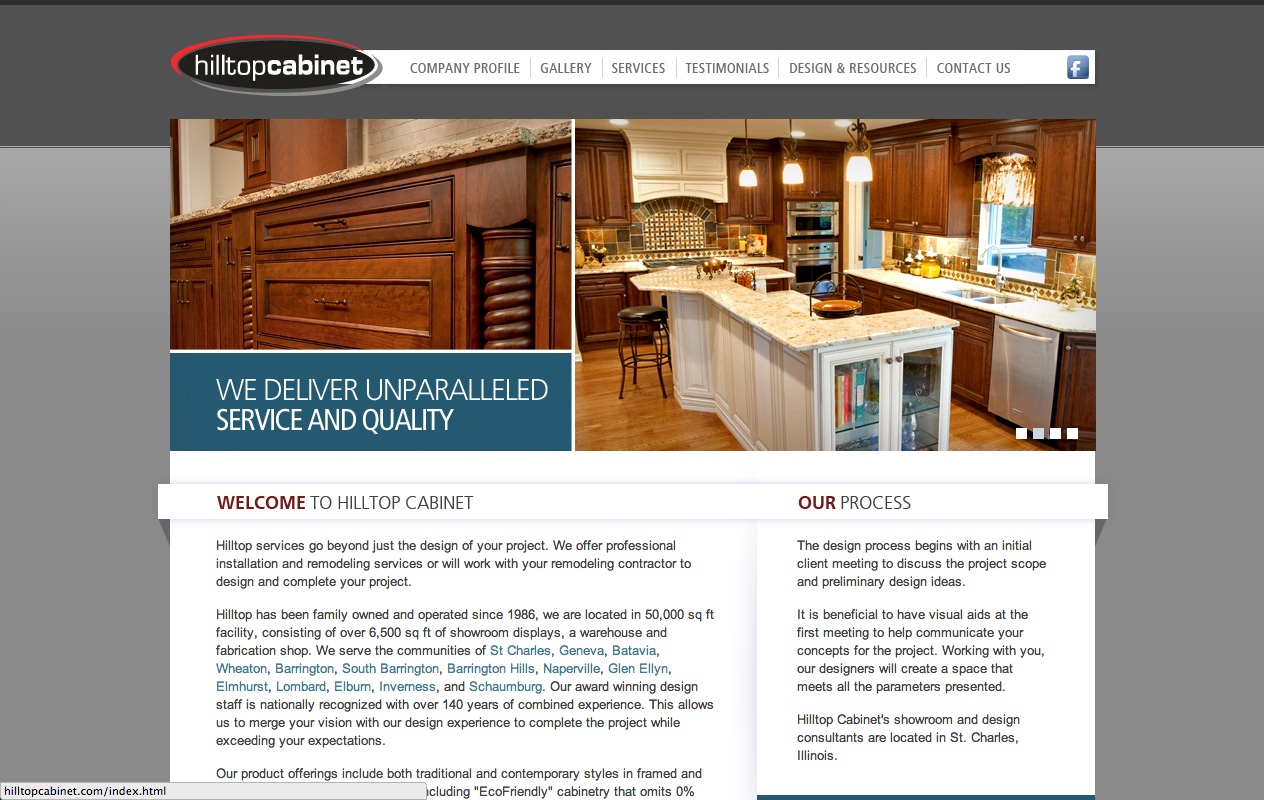 hilltopcabinet
COMPANY PROFILE
GALLERY
SERVICES
TESTIMONIALS
DESIGN & RESOURCES
CONTACT US
f
WE DELIVER UNPARALLELED
SERVICE AND QUALITY
WELCOME TO HILLTOP CABINET
Hilltop services go beyond just the design of your project. We offer professional
installation and remodeling services or will work with your remodeling contractor to
design and complete your project.
Hilltop has been family owned and operated since 1986, we are located in 50,000 sq ft
facility, consisting of over 6,500 sq ft of showroom displays, a warehouse and
fabrication shop. We serve the communities of St Charles, Geneva, Batavia,
Wheaton, Barrington, South Barrington, Barrington Hills, Naperville, Glen Ellyn,
Elmhurst, Lombard, Elburn, Inverness, and Schaumburg. Our award winning design
staff is nationally recognized with over 140 years of combined experience. This allows
us to merge your vision with our design experience to complete the project while
exceeding your expectations.
Our product offerings include both traditional and contemporary styles in framed and
cluding "EcoFriendly" cabinetry that omits 0%
OUR PROCESS
The design process begins with an initial
client meeting to discuss the project scope
and preliminary design ideas.
It is beneficial to have visual aids at the
first meeting to help communicate your
concepts for the project. Working with you,
our designers will create a space that
meets all the parameters presented.
Hilltop Cabinet's showroom and design
consultants are located in St. Charles,
Illinois.
hilltopcabinet.com/index.html